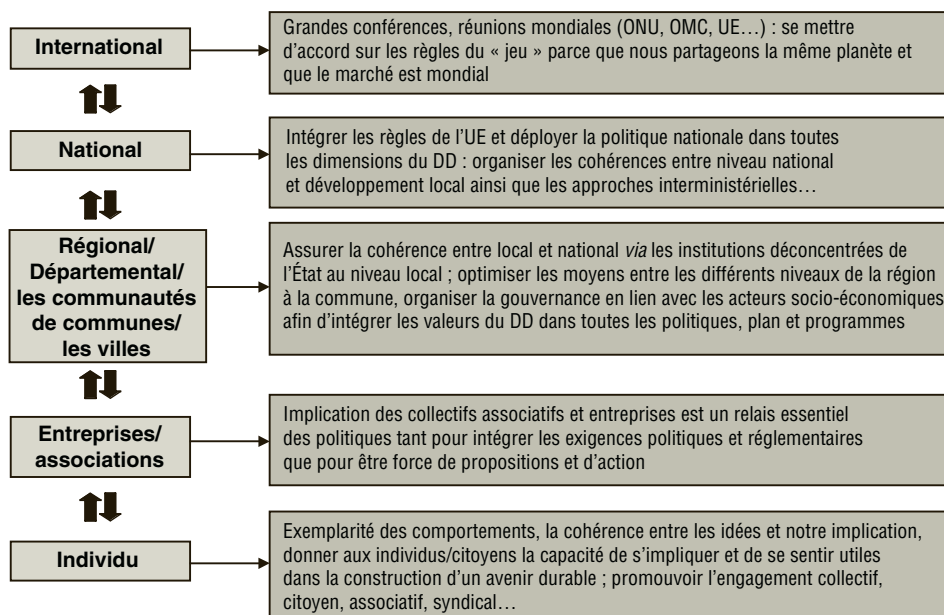 International
Grandes conférences, réunions mondiales (ONU, OMC, UE…) : se mettre
d’accord sur les règles du « jeu » parce que nous partageons la même planète et
que le marché est mondial
National
Intégrer les règles de l’UE et déployer la politique nationale dans toutes
les dimensions du DD : organiser les cohérences entre niveau national
et développement local ainsi que les approches interministérielles…
Régional/
Départemental/
les communautés
de communes/
les villes
Assurer la cohérence entre local et national via les institutions déconcentrées de
l’État au niveau local ; optimiser les moyens entre les différents niveaux de la région
à la commune, organiser la gouvernance en lien avec les acteurs socio-économiques
afin d’intégrer les valeurs du DD dans toutes les politiques, plan et programmes
Entreprises/
associations
Implication des collectifs associatifs et entreprises est un relais essentiel
des politiques tant pour intégrer les exigences politiques et réglementaires
que pour être force de propositions et d’action
Individu
Exemplarité des comportements, la cohérence entre les idées et notre implication,
donner aux individus/citoyens la capacité de s’impliquer et de se sentir utiles
dans la construction d’un avenir durable ; promouvoir l’engagement collectif,
citoyen, associatif, syndical…